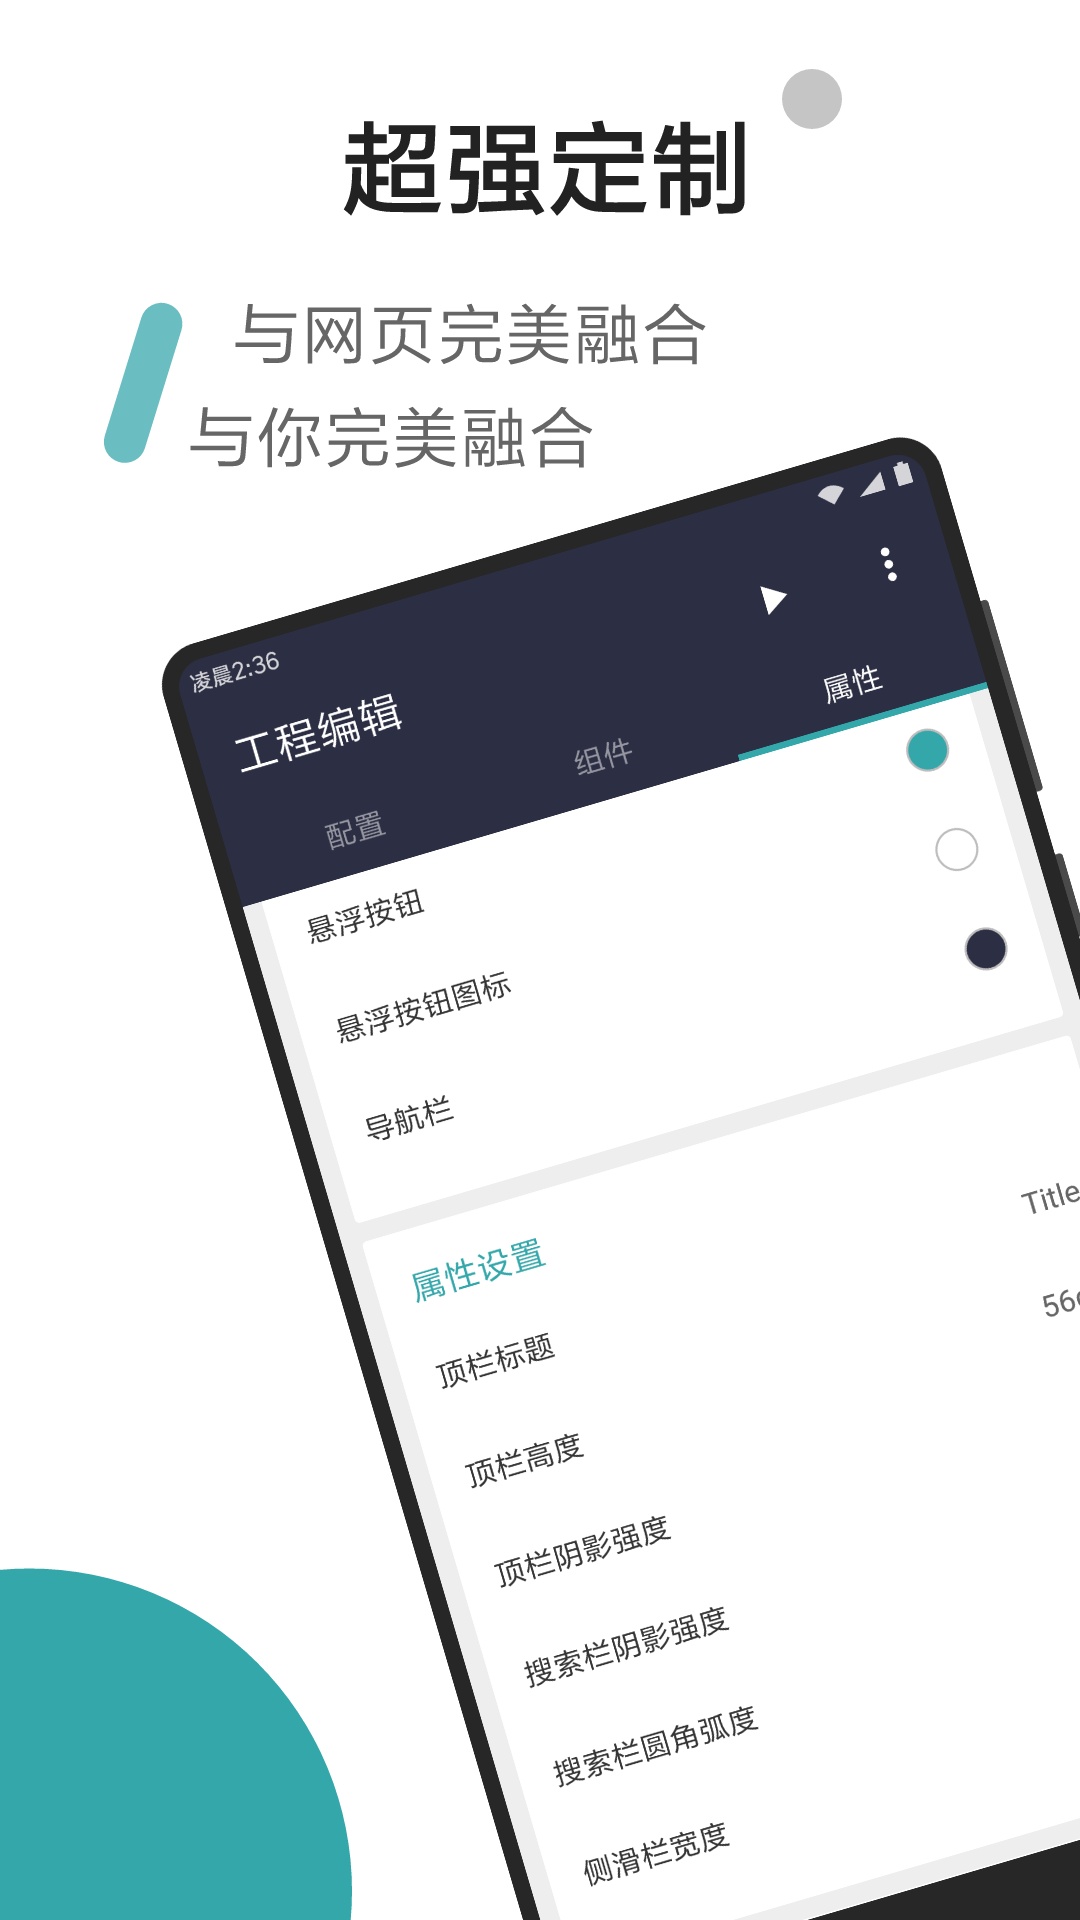 超强定制
与网页完美融合
与你完美融合
凌晨2:36
工程编辑
配置
组件
属性
悬浮按钮
悬浮按钮图标
导航栏
属性设置
顶栏标题
Title
顶栏高度
56
顶栏阴影强度
搜索栏阴影强度
搜索栏圆角弧度
侧滑栏宽度